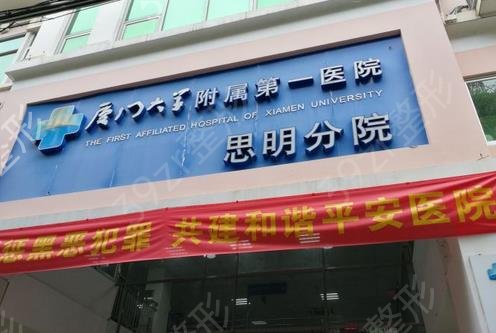 厦门大学附属第一医院
THE FIRST AFFILIATED HOSPITAL OF XIAMEN UNIVERSITY
思明分院
惩黑恶犯罪 共建和谐平安医院